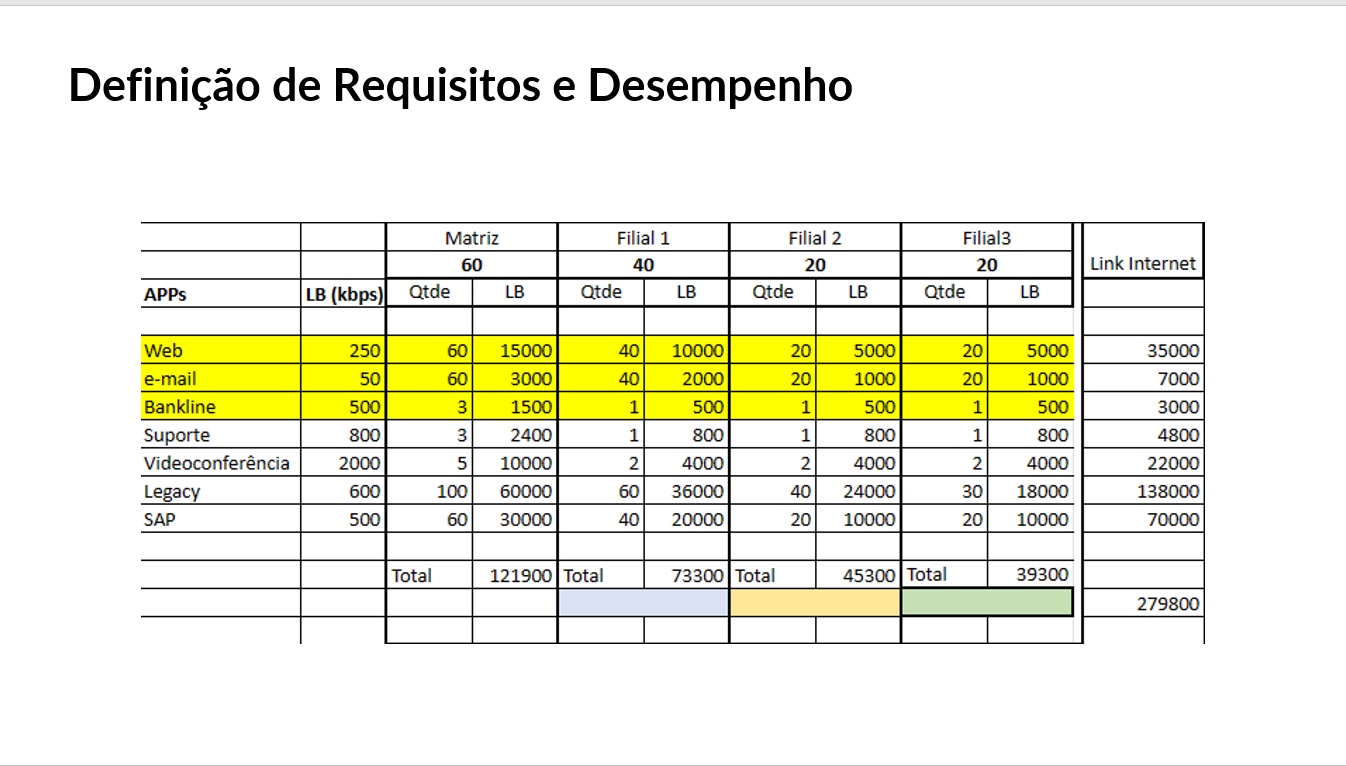 Definição de Requisitos e Desempenho
Matriz Filial 1 Filial 2 Filial3
60 40 20 20 Link Internet
APPs LB (kbps) Qtde LB Qtde LB Qtde LB Qtde LB
Web 250 60 15000 40 10000 20 5000 20 5000 35000
e-mail 50 60 3000 40 2000 20 1000 20 1000 7000
Bankline 500 3 1500 1 500 1 500 1 500 3000
Suporte 800 3 2400 1 800 1 800 1 800 4800
Videoconferência 2000 5 10000 2 4000 2 4000 2 4000 22000
Legacy 600 100 60000 60 36000 40 24000 30 18000 138000
SAP 500 60 30000 40 20000 20 10000 20 10000 70000
Total 121900 Total 73300 Total 45300 Total 39300
279800